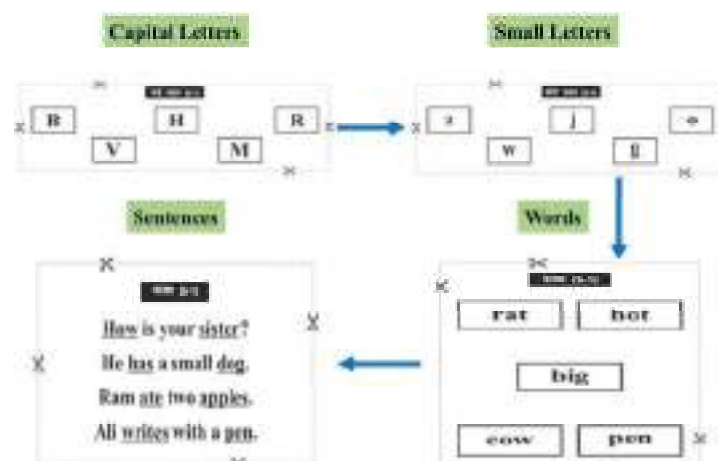 Capital Letters
Small Letters
B H R
V M
j
w g
Sentences
Words
How is your sister?
He has a small dog.
Ram ate two apples.
Ali writes with a pen.
rat
big
cow pen